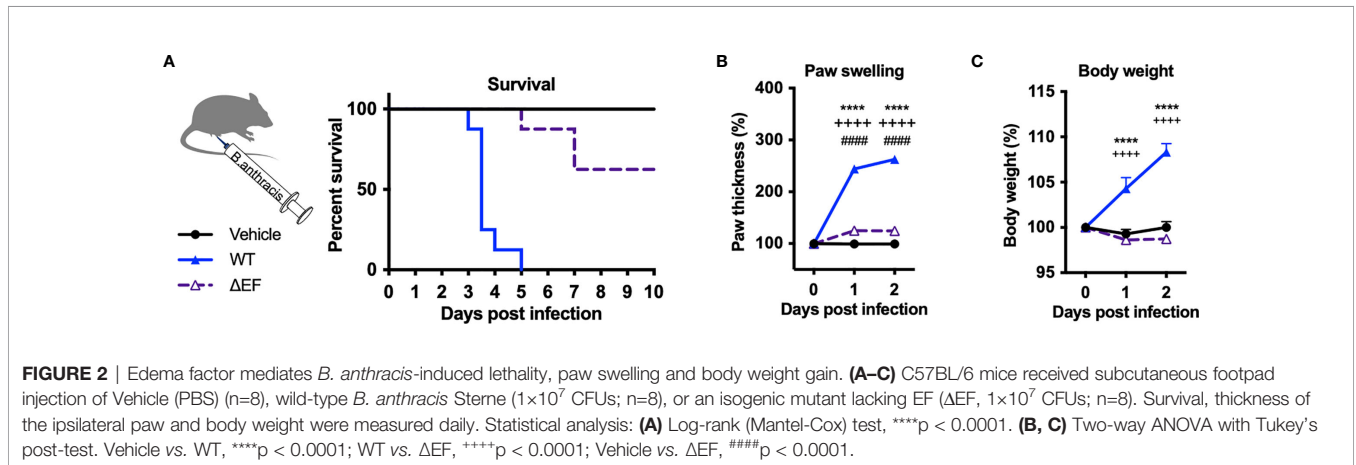 A
B.anthracis
Vehicle
WT
ΔEF
Survival
Percent survival
100
50
0
0 1 2 3 4 5 6 7 8 9 10
Days post infection
B
Paw swelling
Paw thickness (%)
400
300
200
100
**** ****
++++ ++++
#### ####
0 1 2
Days post infection
C
Body weight
Body weight (%)
115
110
105
100
95
****
++++
****
++++
0 1 2
Days post infection
FIGURE 2 | Edema factor mediates B. anthracis-induced lethality, paw swelling and body weight gain. (A–C) C57BL/6 mice received subcutaneous footpad
injection of Vehicle (PBS) (n=8), wild-type B. anthracis Sterne (1×10⁷ CFUs; n=8), or an isogenic mutant lacking EF (ΔEF, 1×10⁷ CFUs; n=8). Survival, thickness of
the ipsilateral paw and body weight were measured daily. Statistical analysis: (A) Log-rank (Mantel-Cox) test, ****p < 0.0001. (B, C) Two-way ANOVA with Tukey's
post-test. Vehicle vs. WT, ****p < 0.0001; WT vs. ΔEF, ++++p < 0.0001; Vehicle vs. ΔEF, ####p < 0.0001.